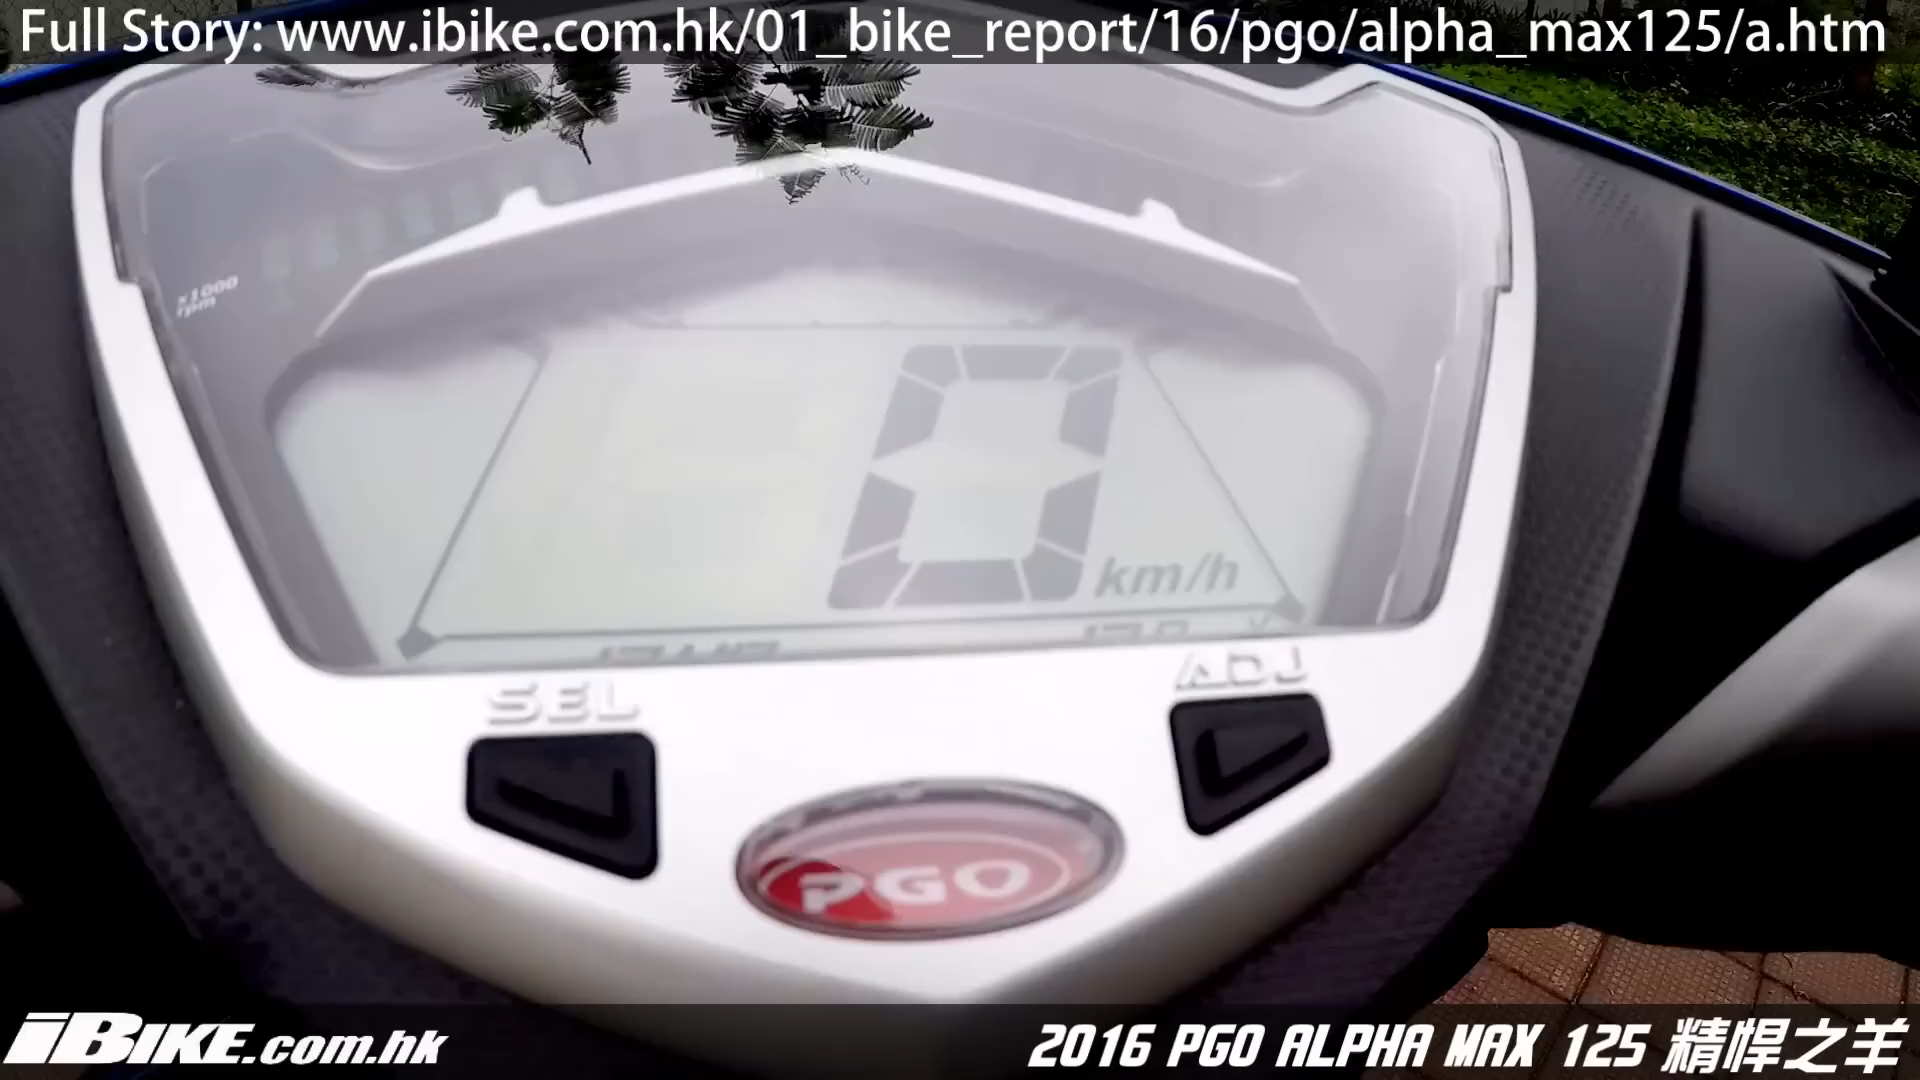 Full Story: www.ibike.com.hk/01_bike_report/16/pgo/alpha_max125/a.htm
x1000
rpm
0
km/h
SEL
ADJ
PGO
iBIKE.com.hk
2016 PGO ALPHA MAX 125 精悍之羊